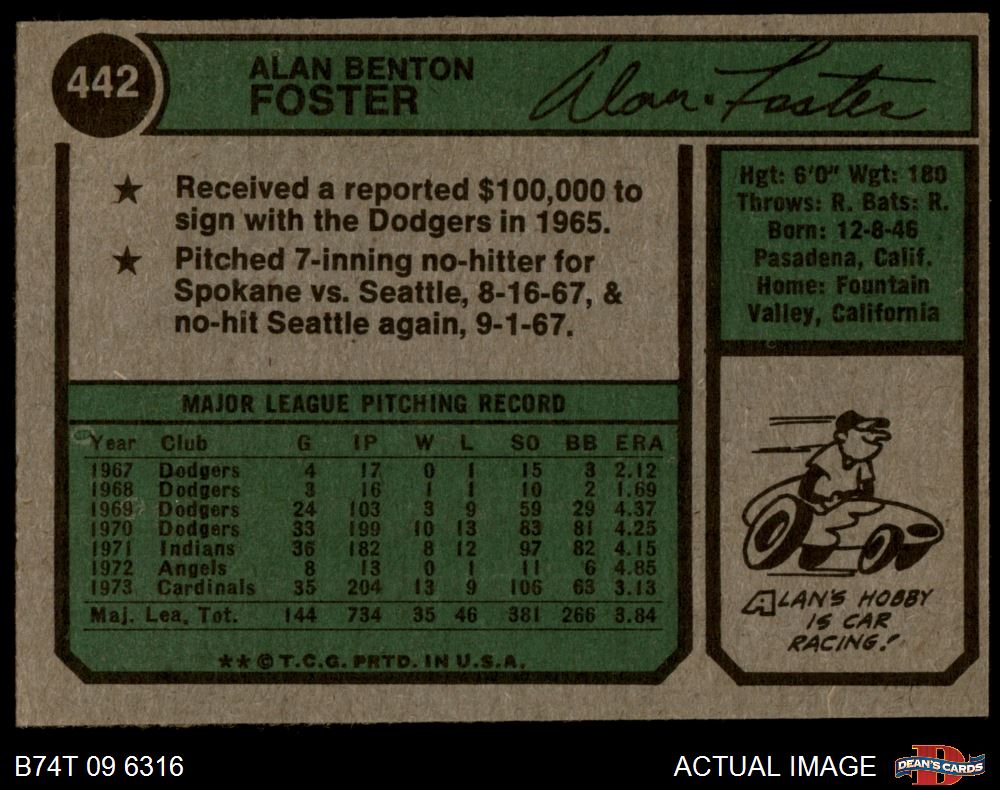 442
ALAN BENTON
FOSTER
Alan Foster
★ Received a reported $100,000 to
sign with the Dodgers in 1965.
★ Pitched 7-inning no-hitter for
Spokane vs. Seattle, 8-16-67, &
no-hit Seattle again, 9-1-67.
Hgt: 6'0" Wgt: 180
Throws: R. Bats: R.
Born: 12-8-46
Pasadena, Calif.
Home: Fountain
Valley, California
MAJOR LEAGUE PITCHING RECORD
Year Club G IP W L SO BB ERA
1967 Dodgers 4 17 0 1 15 3 2.12
1968 Dodgers 3 16 1 1 10 2 1.69
1969 Dodgers 24 103 3 9 59 29 4.37
1970 Dodgers 33 199 10 13 83 81 4.25
1971 Indians 36 182 8 12 97 82 4.15
1972 Angels 8 13 0 1 11 6 4.85
1973 Cardinals 35 204 13 9 106 63 3.13
Maj. Lea. Tot. 144 734 35 46 381 266 3.84
★★ © T.C.G. PRTD. IN U.S.A.
ALAN'S HOBBY
IS CAR
RACING!
B74T 09 6316
ACTUAL IMAGE
DEAN'S CARDS